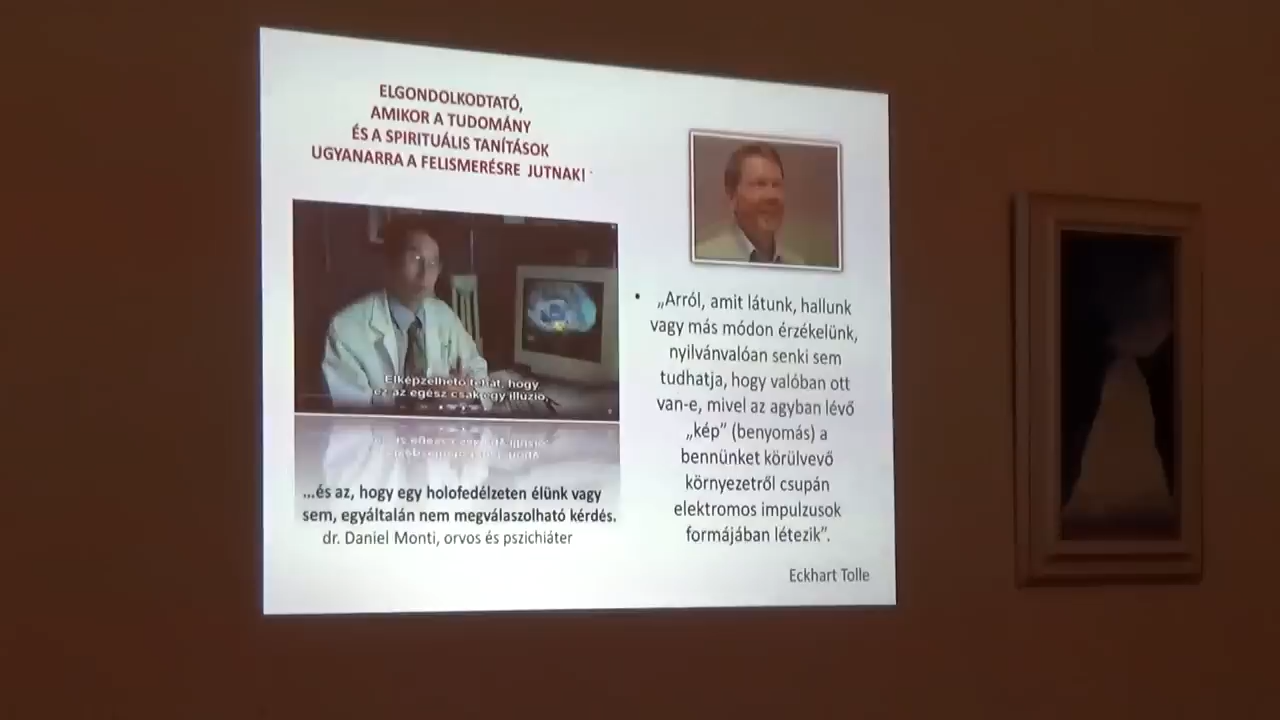 ELGONDOLKODTATÓ,
AMIKOR A TUDOMÁNY
ÉS A SPIRITUÁLIS TANÍTÁSOK
UGYANARRA A FELISMERÉSRE JUTNAK!
Elképzelhető tehát, hogy
ez az egész csak egy illúzió,
...és az, hogy egy holofedélzeten élünk vagy
sem, egyáltalán nem megválaszolható kérdés.
dr. Daniel Monti, orvos és pszichiáter
• „Arról, amit látunk, hallunk
vagy más módon érzékelünk,
nyilvánvalóan senki sem
tudhatja, hogy valóban ott
van-e, mivel az agyban lévő
„kép” (benyomás) a
bennünket körülvevő
környezetről csupán
elektromos impulzusok
formájában létezik”.
Eckhart Tolle